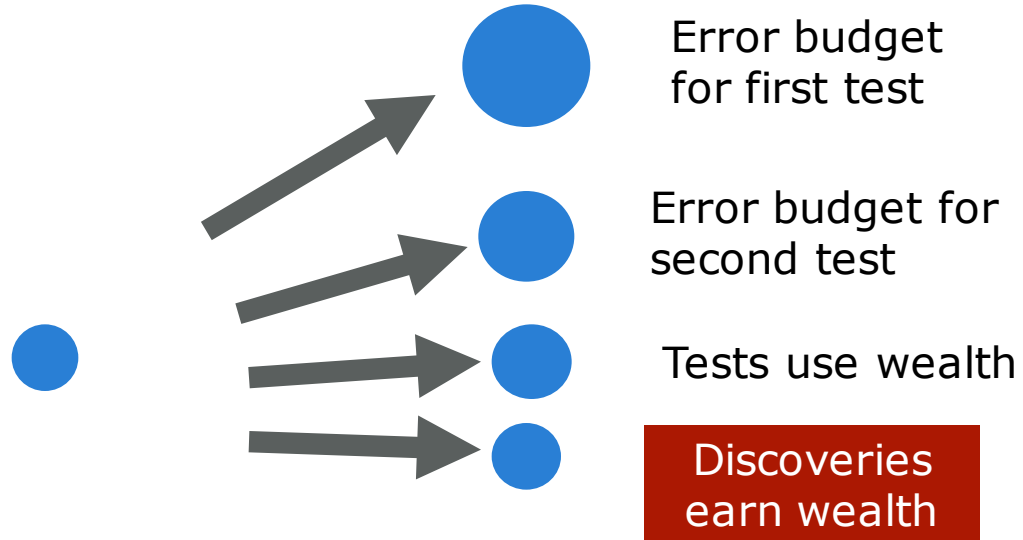 Error budget
for first test
Error budget for
second test
Tests use wealth
Discoveries
earn wealth